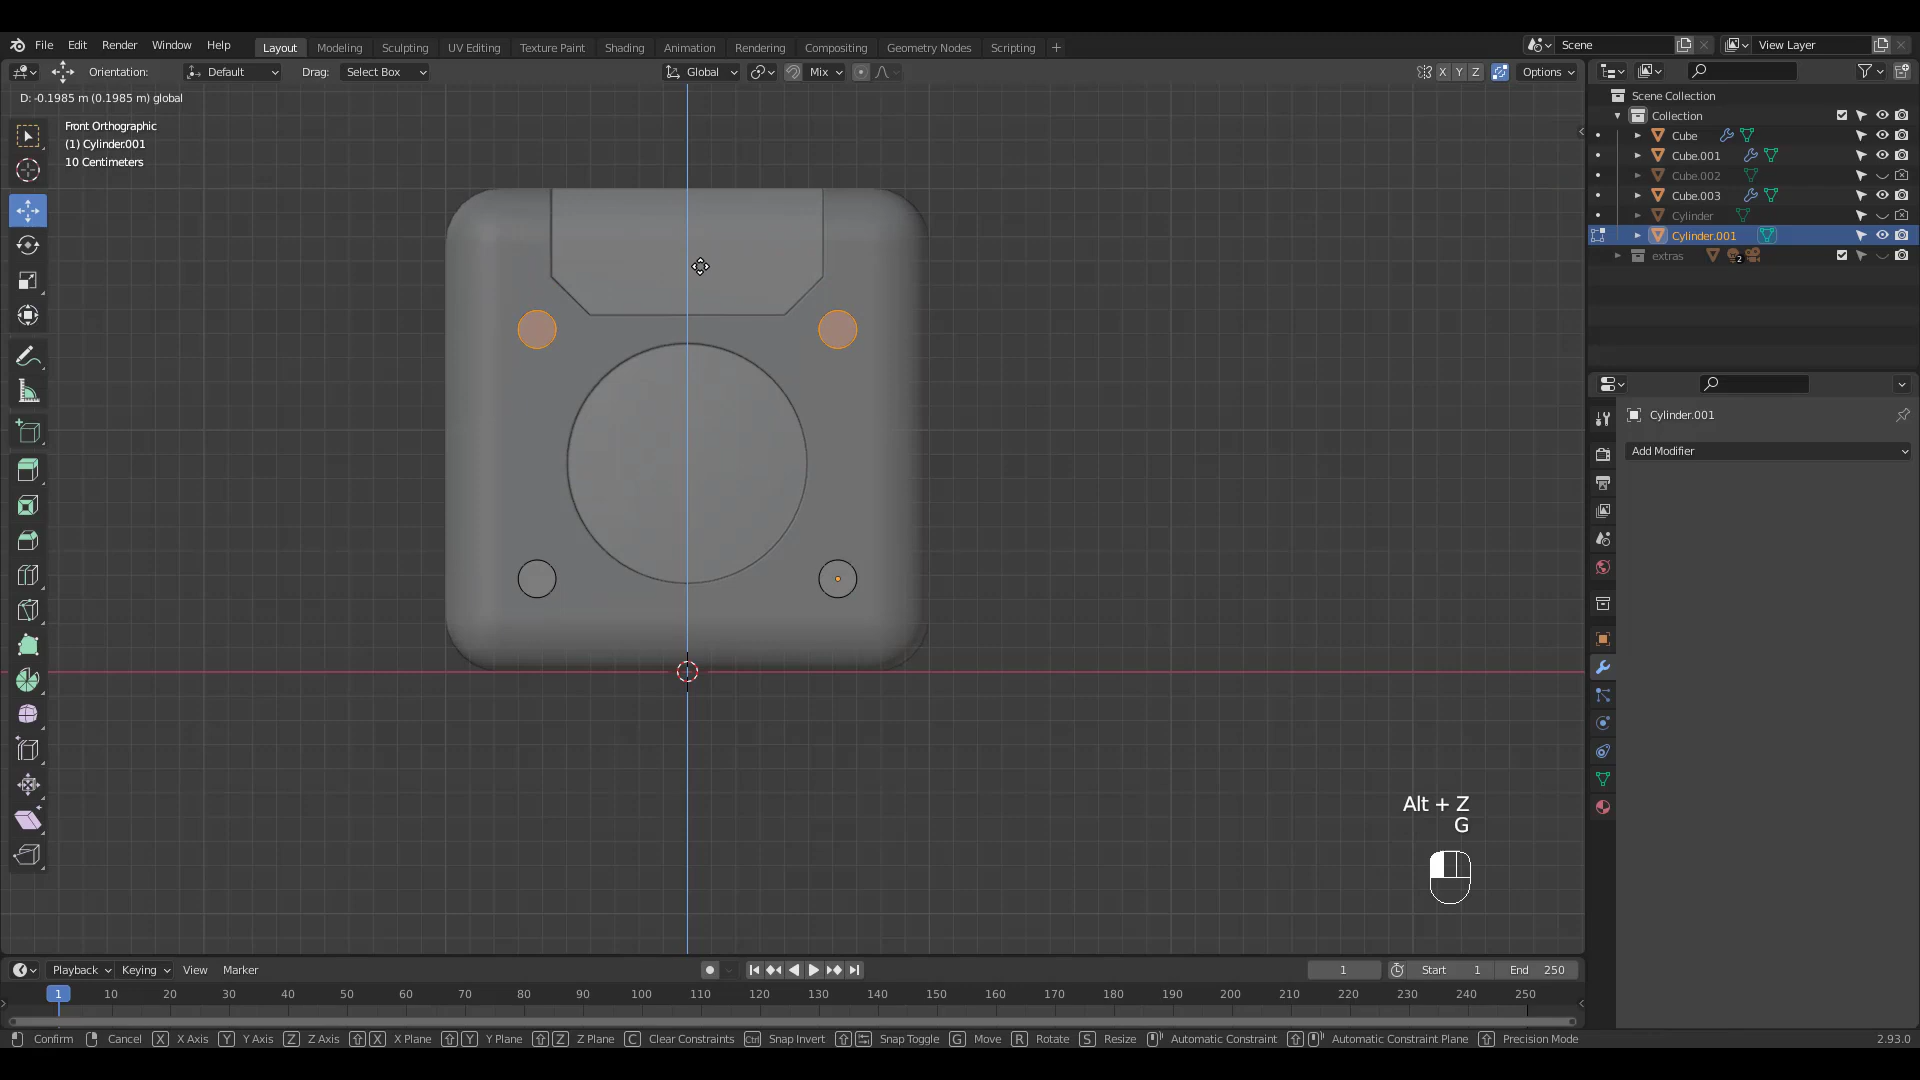 File Edit Render Window Help Layout Modeling Sculpting UV Editing Texture Paint Shading Animation Rendering Compositing Geometry Nodes Scripting + Scene View Layer
Orientation: Default Drag: Select Box Global Mix X Y Z Options
D: -0.1985 m (0.1985 m) global
Front Orthographic
(1) Cylinder.001
10 Centimeters
Scene Collection
Collection
Cube
Cube.001
Cube.002
Cube.003
Cylinder
Cylinder.001
extras 2
Cylinder.001
Add Modifier
Alt + Z
G
Playback Keying View Marker 1 Start 1 End 250
1 10 20 30 40 50 60 70 80 90 100 110 120 130 140 150 160 170 180 190 200 210 220 230 240 250
Confirm Cancel X X Axis Y Y Axis Z Z Axis X X Plane Y Y Plane Z Z Plane C Clear Constraints Ctrl Snap Invert Snap Toggle G Move R Rotate S Resize Automatic Constraint Automatic Constraint Plane Precision Mode 2.93.0